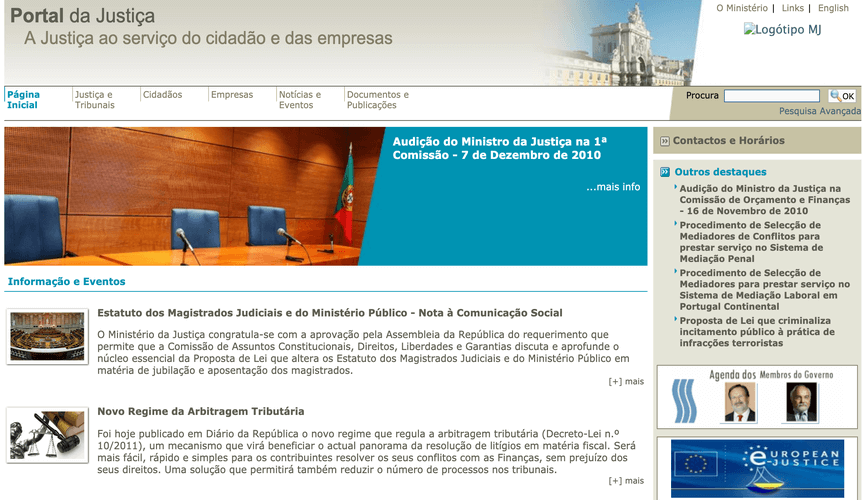 Portal da Justiça
A Justiça ao serviço do cidadão e das empresas
O Ministério | Links | English
Logótipo MJ
Página
Inicial
Justiça e
Tribunais
Cidadãos
Empresas
Notícias e
Eventos
Documentos e
Publicações
Procura
OK
Pesquisa Avançada
Audição do Ministro da Justiça na 1ª
Comissão - 7 de Dezembro de 2010
...mais info
Informação e Eventos
Estatuto dos Magistrados Judiciais e do Ministério Público - Nota à Comunicação Social
O Ministério da Justiça congratula-se com a aprovação pela Assembleia da República do requerimento que
permite que a Comissão de Assuntos Constitucionais, Direitos, Liberdades e Garantias discuta e aprofunde o
núcleo essencial da Proposta de Lei que altera os Estatuto dos Magistrados Judiciais e do Ministério Público em
matéria de jubilação e aposentação dos magistrados.
[+] mais
Novo Regime da Arbitragem Tributária
Foi hoje publicado em Diário da República o novo regime que regula a arbitragem tributária (Decreto-Lei n.º
10/2011), um mecanismo que virá beneficiar o actual panorama da resolução de litígios em matéria fiscal. Será
mais fácil, rápido e simples para os contribuintes resolver os seus conflitos com as Finanças, sem prejuízo dos
seus direitos. Uma solução que permitirá também reduzir o número de processos nos tribunais.
[+] mais
Contactos e Horários
Outros destaques
Audição do Ministro da Justiça na
Comissão de Orçamento e Finanças
- 16 de Novembro de 2010
Procedimento de Selecção de
Mediadores de Conflitos para
prestar serviço no Sistema de
Mediação Penal
Procedimento de Selecção de
Mediadores para prestar serviço no
Sistema de Mediação Laboral em
Portugal Continental
Proposta de Lei que criminaliza
incitamento público à prática de
infracções terroristas
Agenda dos Membros do Governo
EUROPEAN
e-JUSTICE